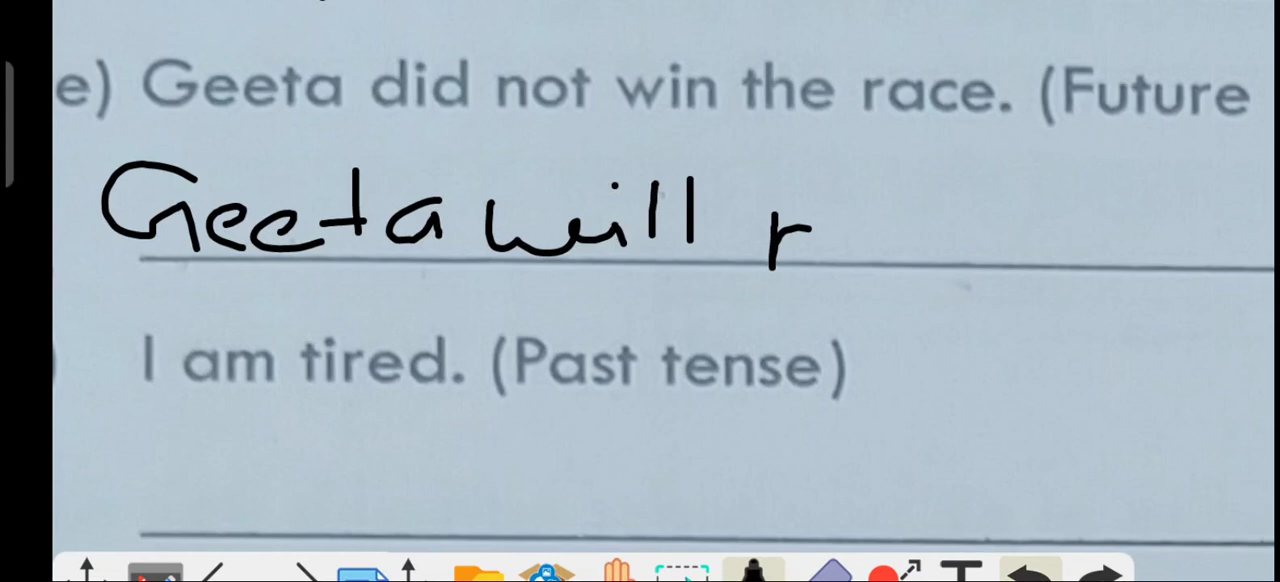 e) Geeta did not win the race. (Future
Geeta will r
I am tired. (Past tense)